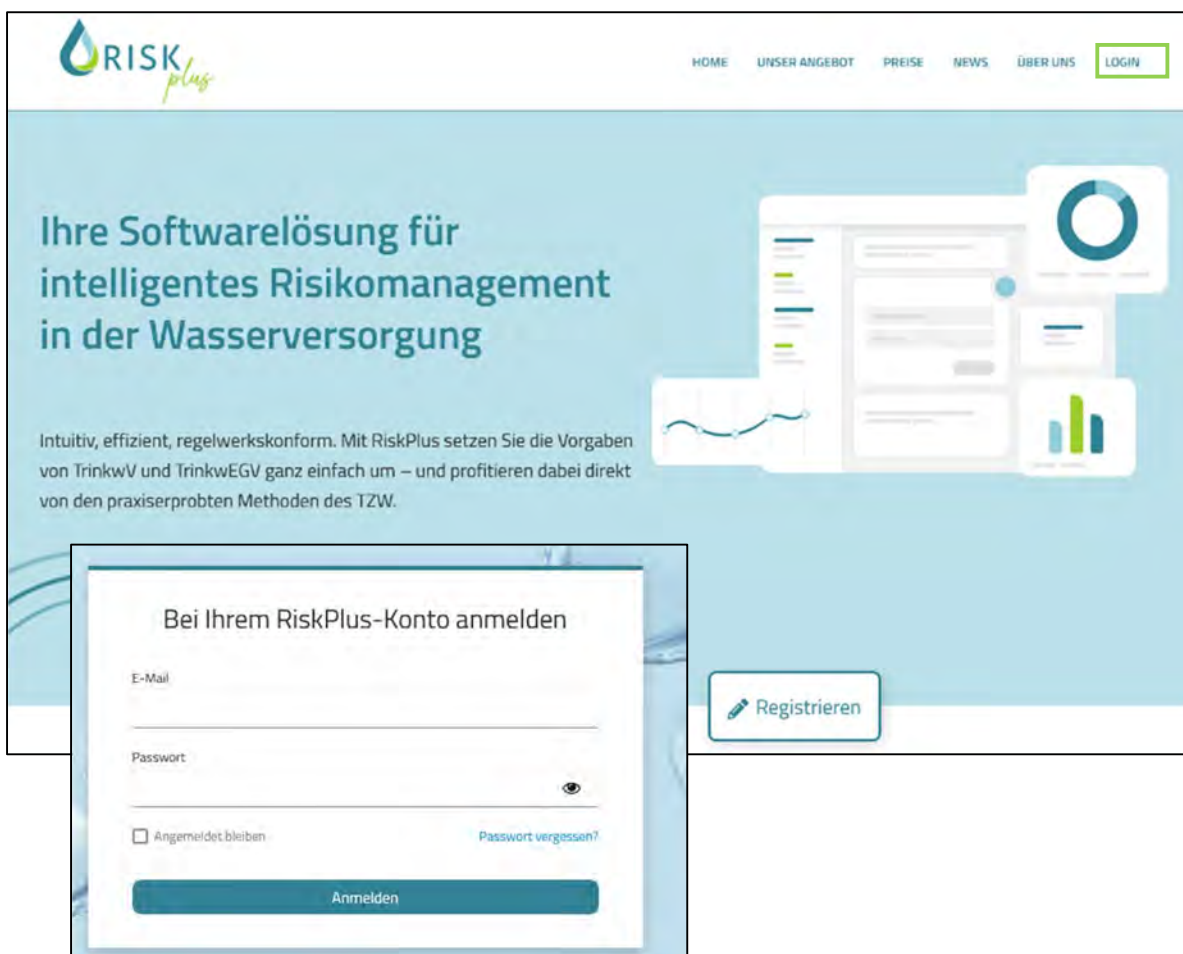 RISK
plus
HOME UNSER ANGEBOT PREISE NEWS ÜBER UNS LOGIN
Ihre Softwarelösung für
intelligentes Risikomanagement
in der Wasserversorgung
Intuitiv, effizient, regelwerkskonform. Mit RiskPlus setzen Sie die Vorgaben
von TrinkwV und TrinkwEGV ganz einfach um – und profitieren dabei direkt
von den praxiserprobten Methoden des TZW.
Registrieren
Bei Ihrem RiskPlus-Konto anmelden
E-Mail
Passwort
Angemeldet bleiben Passwort vergessen?
Anmelden